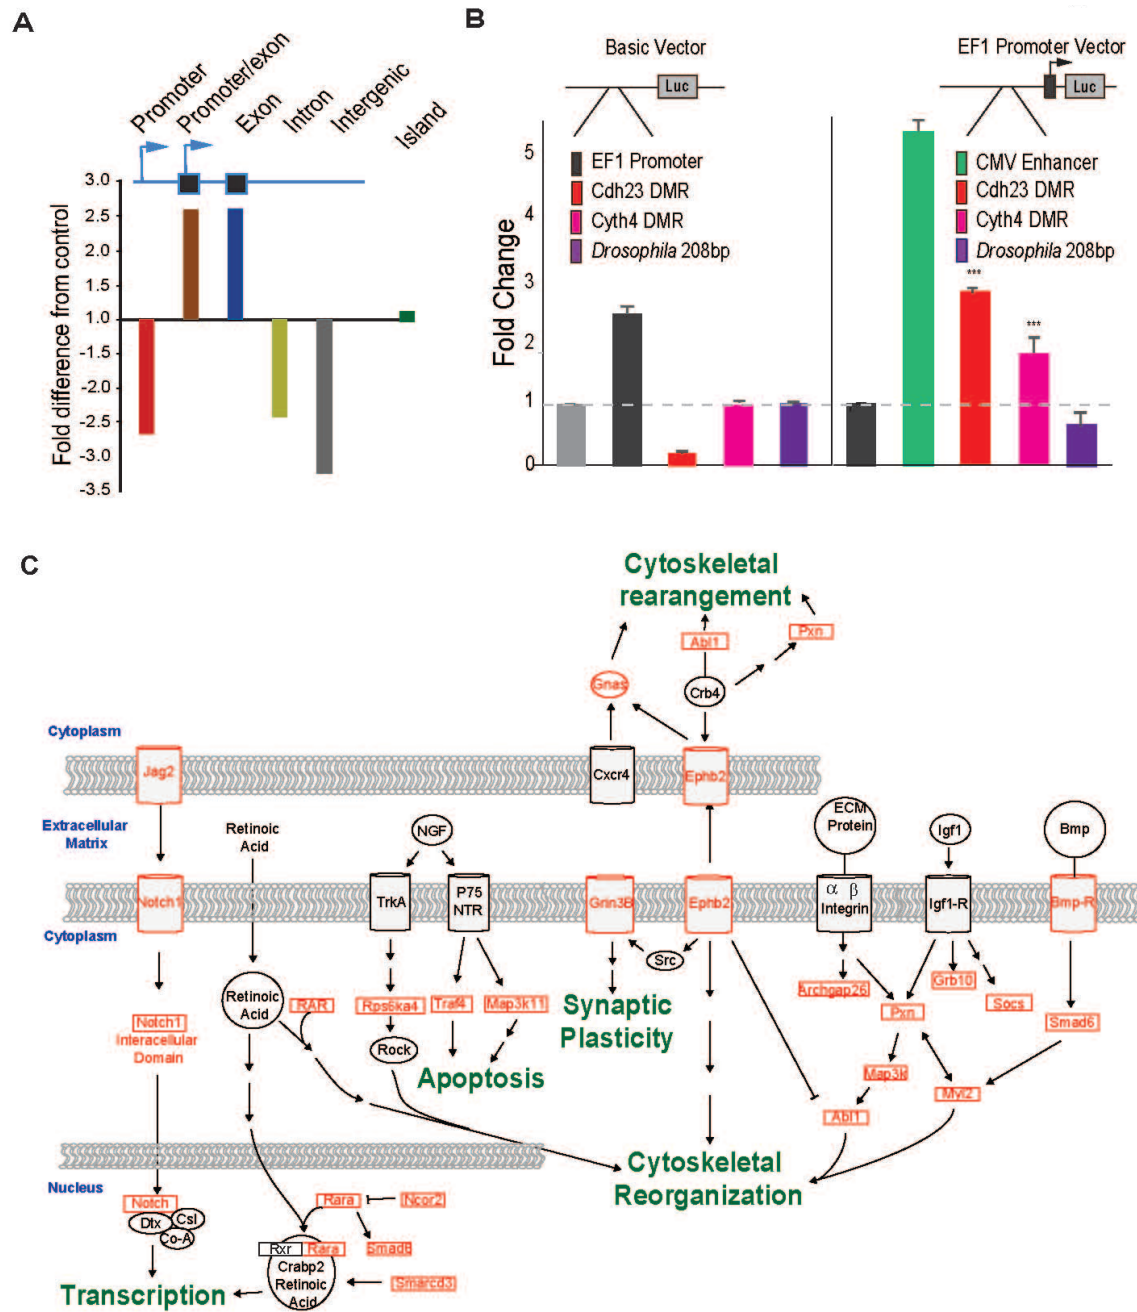 A
Promoter
Promoter/exon
Exon
Intron
Intergenic
Island
Fold difference from control
3.0
2.5
2.0
1.5
1.0
-1.5
-2.0
-2.5
-3.0
-3.5
B
Basic Vector
Luc
EF1 Promoter
Cdh23 DMR
Cyth4 DMR
Drosophila 208bp
EF1 Promoter Vector
Luc
CMV Enhancer
Cdh23 DMR
Cyth4 DMR
Drosophila 208bp
Fold Change
5
4
3
2
1
0
***
***
C
Cytoskeletal
rearangement
Abl1
Pxn
Gnas
Crb4
Cytoplasm
Jag2
Cxcr4
Ephb2
Extracellular
Matrix
Retinoic
Acid
NGF
ECM
Protein
Igf1
Bmp
Notch1
TrkA
P75
NTR
Grin3B
Ephb2
α β
Integrin
Igf1-R
Bmp-R
Cytoplasm
Src
Retinoic
Acid
RAR
Rps6ka4
Traf4
Map3k11
Synaptic
Plasticity
Archgap26
Grb10
Socs
Pxn
Smad6
Notch1
Interacellular
Domain
Rock
Apoptosis
Map3k
Myl2
Abl1
Cytoskeletal
Reorganization
Nucleus
Notch
Dtx
Csl
Co-A
Rara
Ncor2
Rxr
Rara
Smad6
Crabp2
Retinoic
Acid
Smarcd3
Transcription